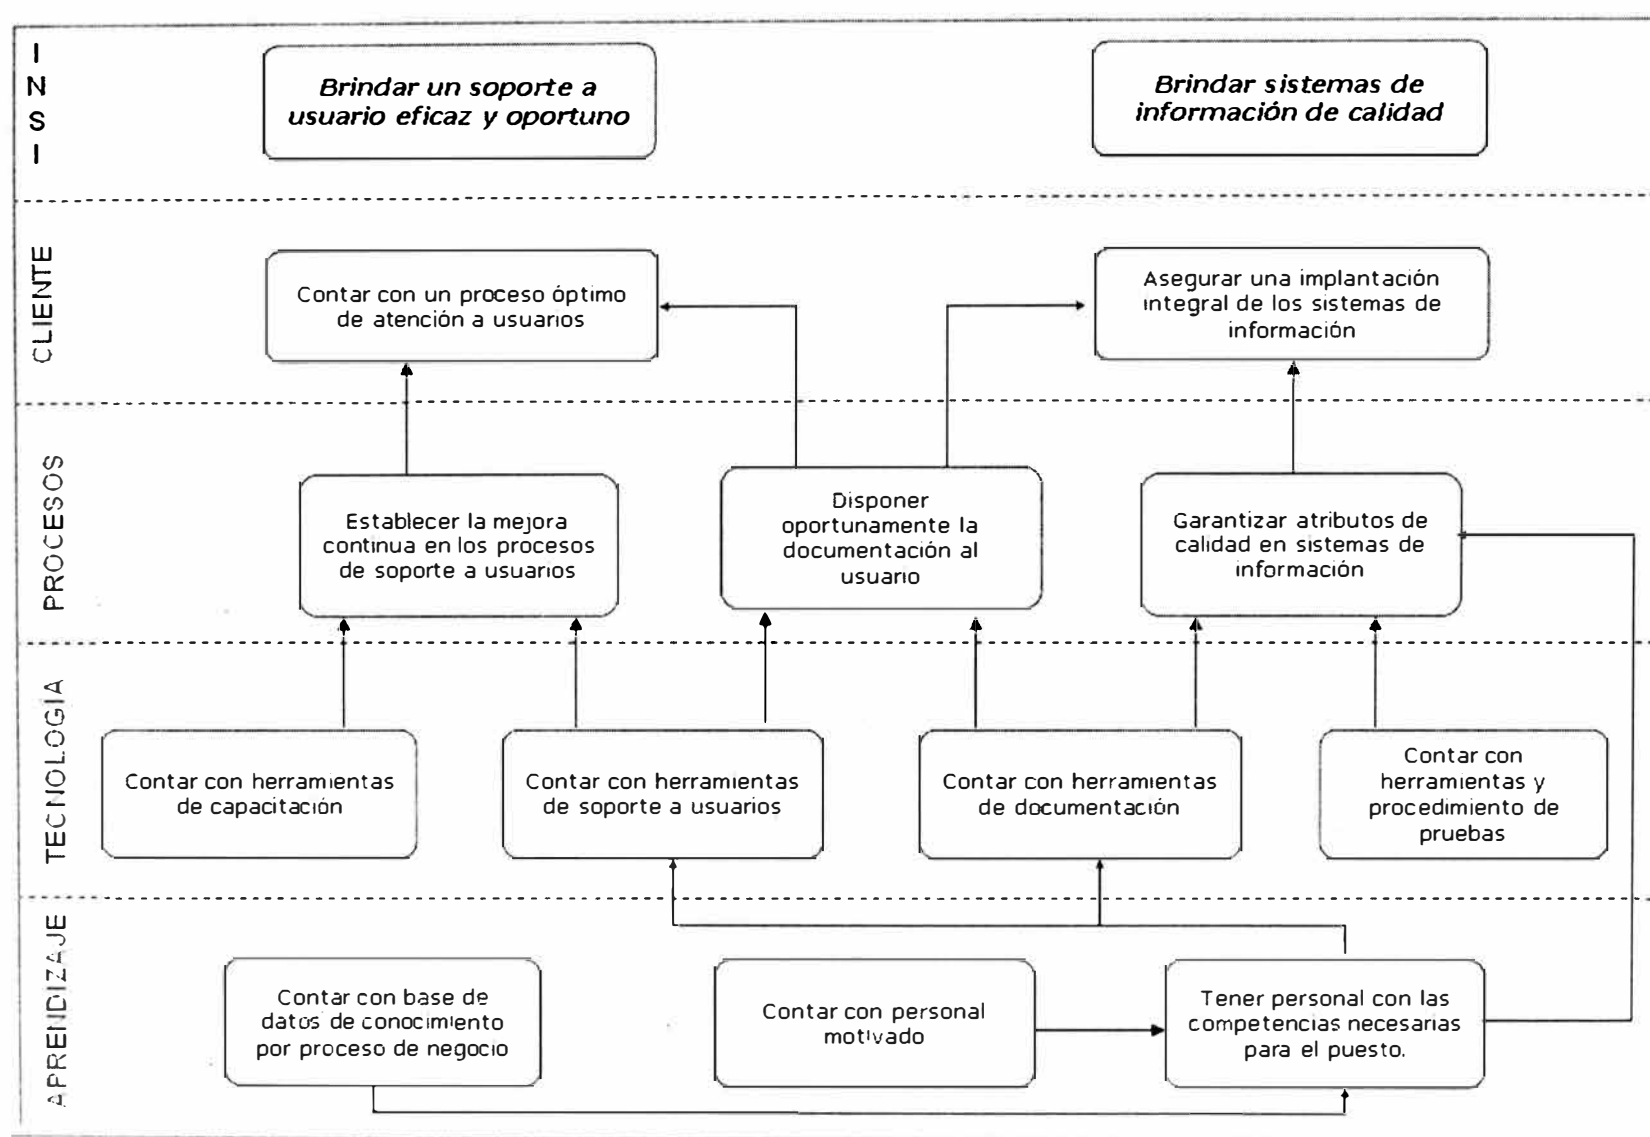 INSI
Brindar un soporte a
usuario eficaz y oportuno
Brindar sistemas de
información de calidad
CLIENTE
Contar con un proceso óptimo
de atención a usuarios
Asegurar una implantación
integral de los sistemas de
información
PROCESOS
Establecer la mejora
continua en los procesos
de soporte a usuarios
Disponer
oportunamente la
documentación al
usuario
Garantizar atributos de
calidad en sistemas de
información
TECNOLOGIA
Contar con herramientas
de capacitación
Contar con herramientas
de soporte a usuarios
Contar con herramientas
de documentación
Contar con
herramientas y
procedimiento de
pruebas
APRENDIZAJE
Contar con base de
datos de conocimiento
por proceso de negocio
Contar con personal
motivado
Tener personal con las
competencias necesarias
para el puesto.